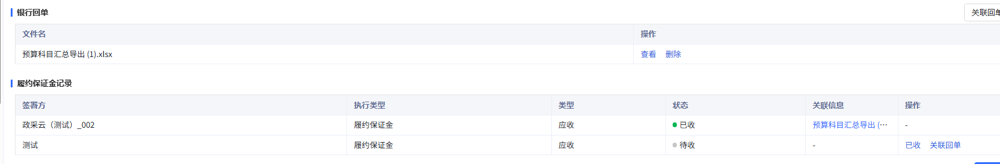 银行回单
关联回单
文件名 操作
预算科目汇总导出 (1).xlsx 查看 删除
履约保证金记录
签署方 执行类型 类型 状态 关联信息 操作
政采云（测试）_002 履约保证金 应收 已收 预算科目汇总导出 (··· -
测试 履约保证金 应收 待收 - 已收 关联回单